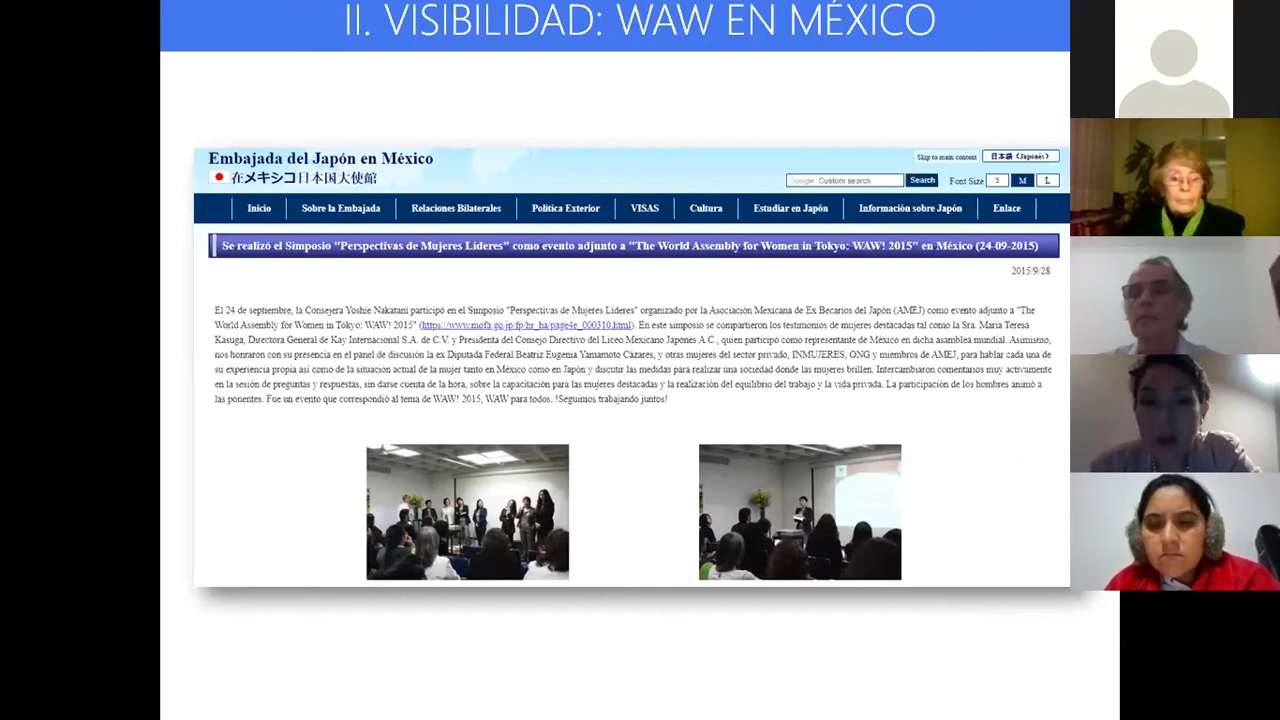 II. VISIBILIDAD: WAW EN MÉXICO
Embajada del Japón en México
在メキシコ日本国大使館
Skip to main content
日本語 (Japonés)
Google Custom search
Search
Font Size
S
M
L
Inicio
Sobre la Embajada
Relaciones Bilaterales
Política Exterior
VISAS
Cultura
Estudiar en Japón
Información sobre Japón
Enlace
Se realizó el Simposio "Perspectivas de Mujeres Líderes" como evento adjunto a "The World Assembly for Women in Tokyo: WAW! 2015" en México (24-09-2015)
2015/9/28
El 24 de septiembre, la Consejera Yoshie Nakatani participó en el Simposio "Perspectivas de Mujeres Líderes" organizado por la Asociación Mexicana de Ex Becarios del Japón (AMEJ) como evento adjunto a "The
World Assembly for Women in Tokyo: WAW! 2015" (https://www.mofa.go.jp/fp/hr_ha/page4e_000310.html). En este simposio se compartieron los testimonios de mujeres destacadas tal como la Sra. María Teresa
Kasuga, Directora General de Kay Internacional S.A. de C.V. y Presidenta del Consejo Directivo del Liceo Mexicano Japonés A.C., quien participó como representante de México en dicha asamblea mundial. Asimismo,
nos honraron con su presencia en el panel de discusión la ex Diputada Federal Beatriz Eugenia Yamamoto Cázares, y otras mujeres del sector privado, INMUJERES, ONG y miembros de AMEJ, para hablar cada una de
su experiencia propia así como de la situación actual de la mujer tanto en México como en Japón y discutir las medidas para realizar una sociedad donde las mujeres brillen. Intercambiaron comentarios muy activamente
en la sesión de preguntas y respuestas, sin darse cuenta de la hora, sobre la capacitación para las mujeres destacadas y la realización del equilibrio del trabajo y la vida privada. La participación de los hombres animó a
las ponentes. Fue un evento que correspondió al tema de WAW! 2015, WAW para todos. !Seguimos trabajando juntos!